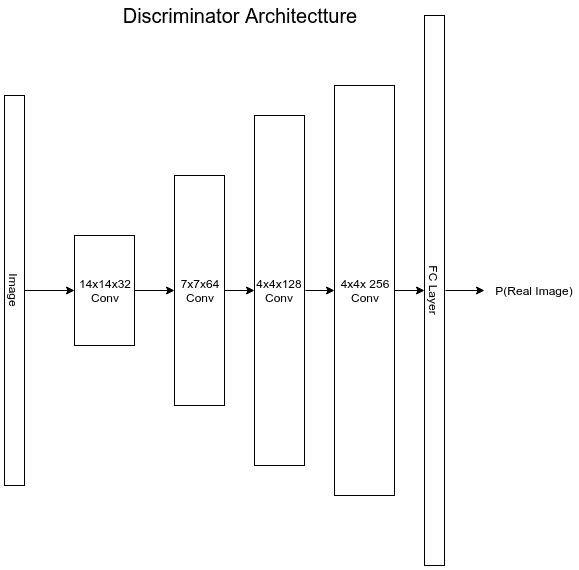 Discriminator Architectture
Image
14x14x32
Conv
7x7x64
Conv
4x4x128
Conv
4x4x 256
Conv
FC Layer
P(Real Image)